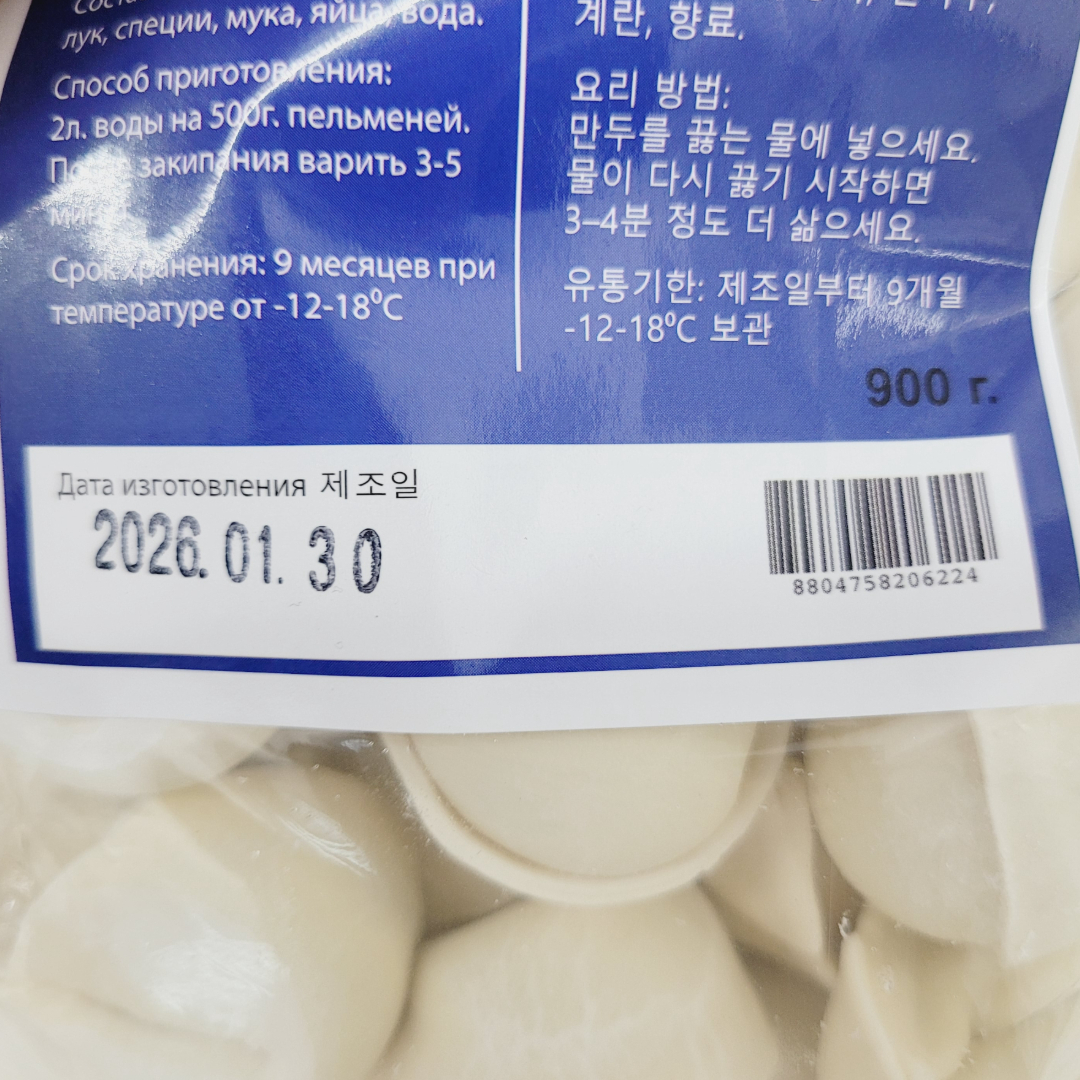 лук, специи, мука, яйца, вода.
Способ приготовления:
2л. воды на 500г. пельменей.
закипания варить 3-5
Срок хранения: 9 месяцев при
температуре от -12-18⁰C
계란, 향료.
요리 방법:
만두를 끓는 물에 넣으세요.
물이 다시 끓기 시작하면
3–4분 정도 더 삶으세요.
유통기한: 제조일부터 9개월
-12-18⁰C 보관
900 г.
Дата изготовления 제조일
2026.01.30
8804758206224